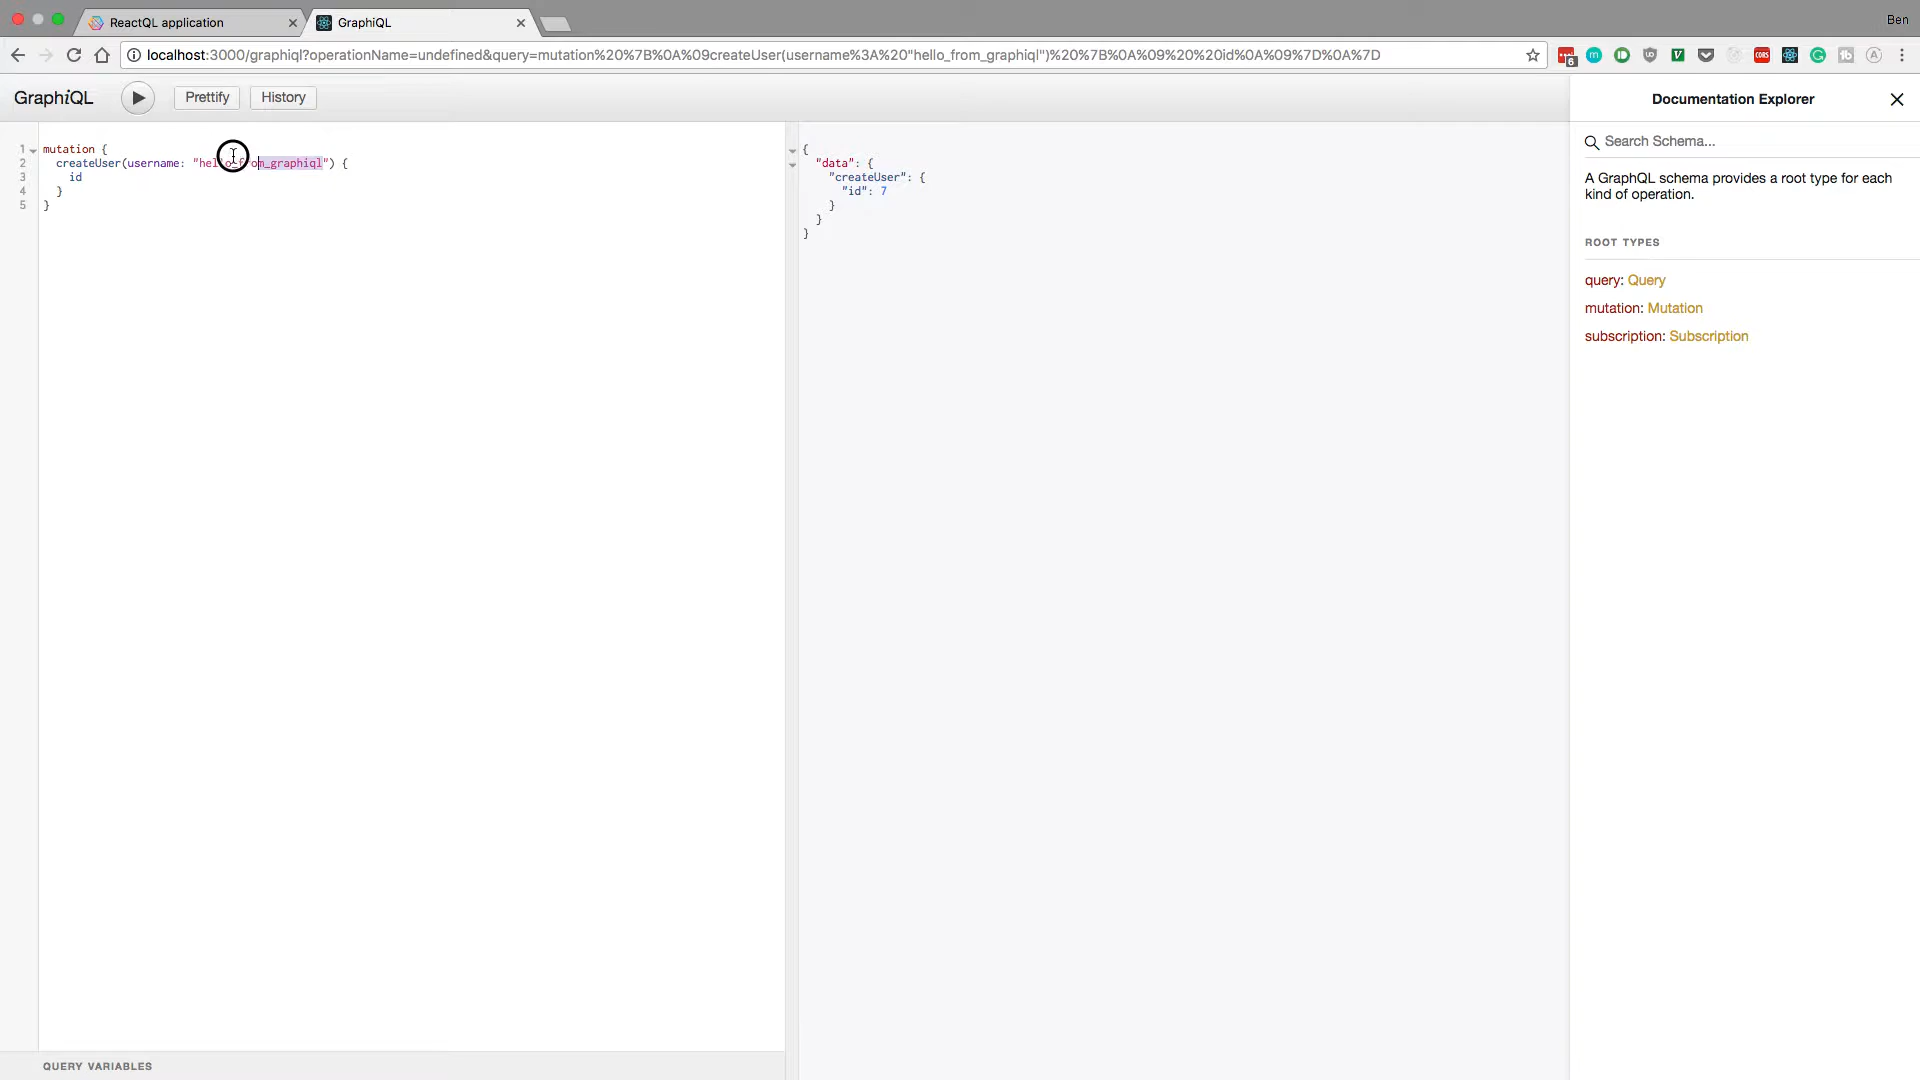 ReactQL application
GraphiQL
Ben
localhost:3000/graphiql?operationName=undefined&query=mutation%20%7B%0A%09createUser(username%3A%20"hello_from_graphiql")%20%7B%0A%09%20%20id%0A%09%7D%0A%7D
6
CORS
GraphiQL
Prettify
History
Documentation Explorer
Search Schema...
A GraphQL schema provides a root type for each
kind of operation.
ROOT TYPES
query: Query
mutation: Mutation
subscription: Subscription
1 mutation {
2 createUser(username: "hello_from_graphiql") {
3 id
4 }
5 }
{
"data": {
"createUser": {
"id": 7
}
}
}
QUERY VARIABLES